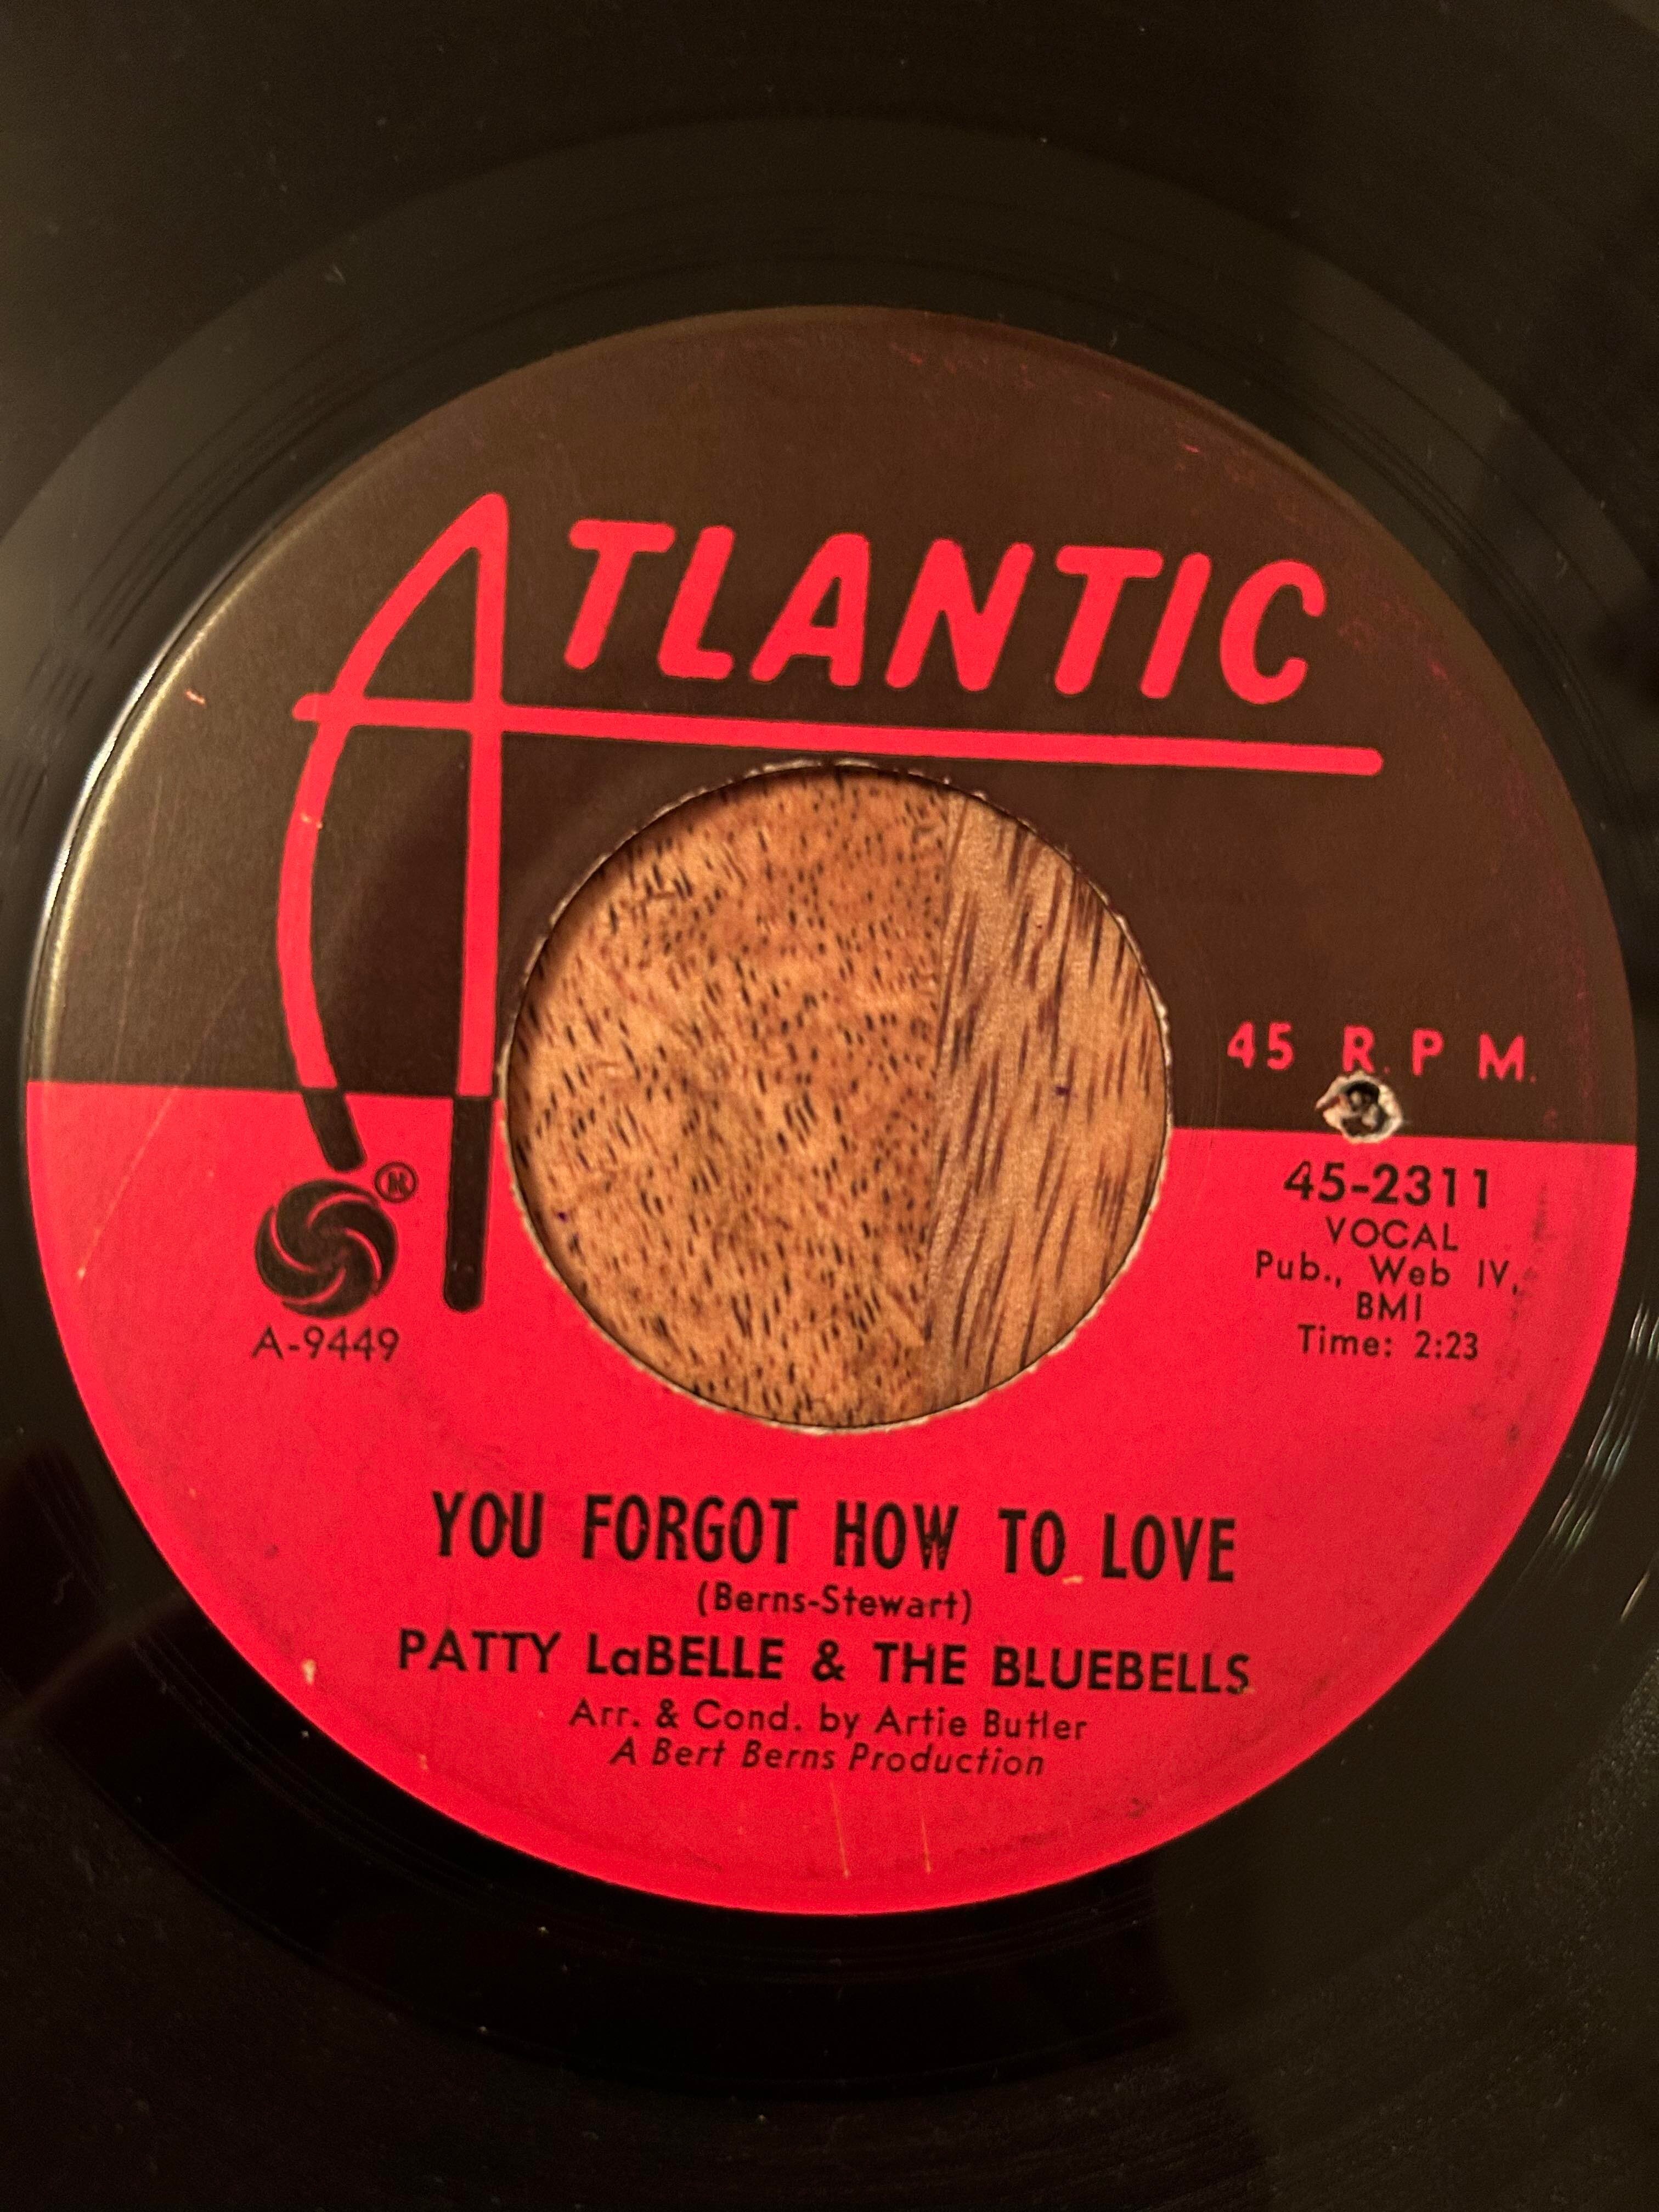 ATLANTIC
45 R.P M.
®
A-9449
45-2311
VOCAL
Pub., Web IV,
BMI
Time: 2:23
YOU FORGOT HOW TO LOVE
(Berns-Stewart)
PATTY LaBELLE & THE BLUEBELLS
Arr. & Cond. by Artie Butler
A Bert Berns Production